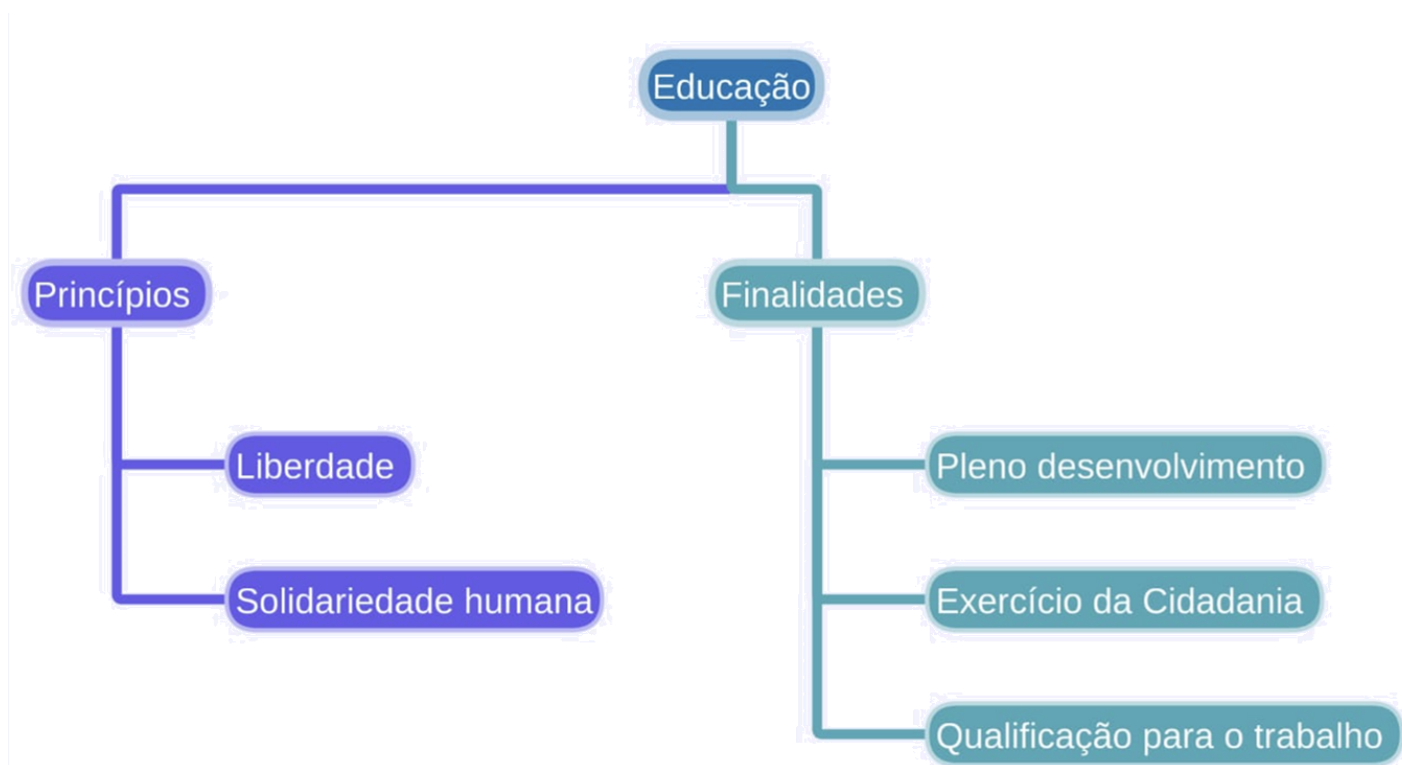 Educação
Princípios
Finalidades
Liberdade
Pleno desenvolvimento
Solidariedade humana
Exercício da Cidadania
Qualificação para o trabalho